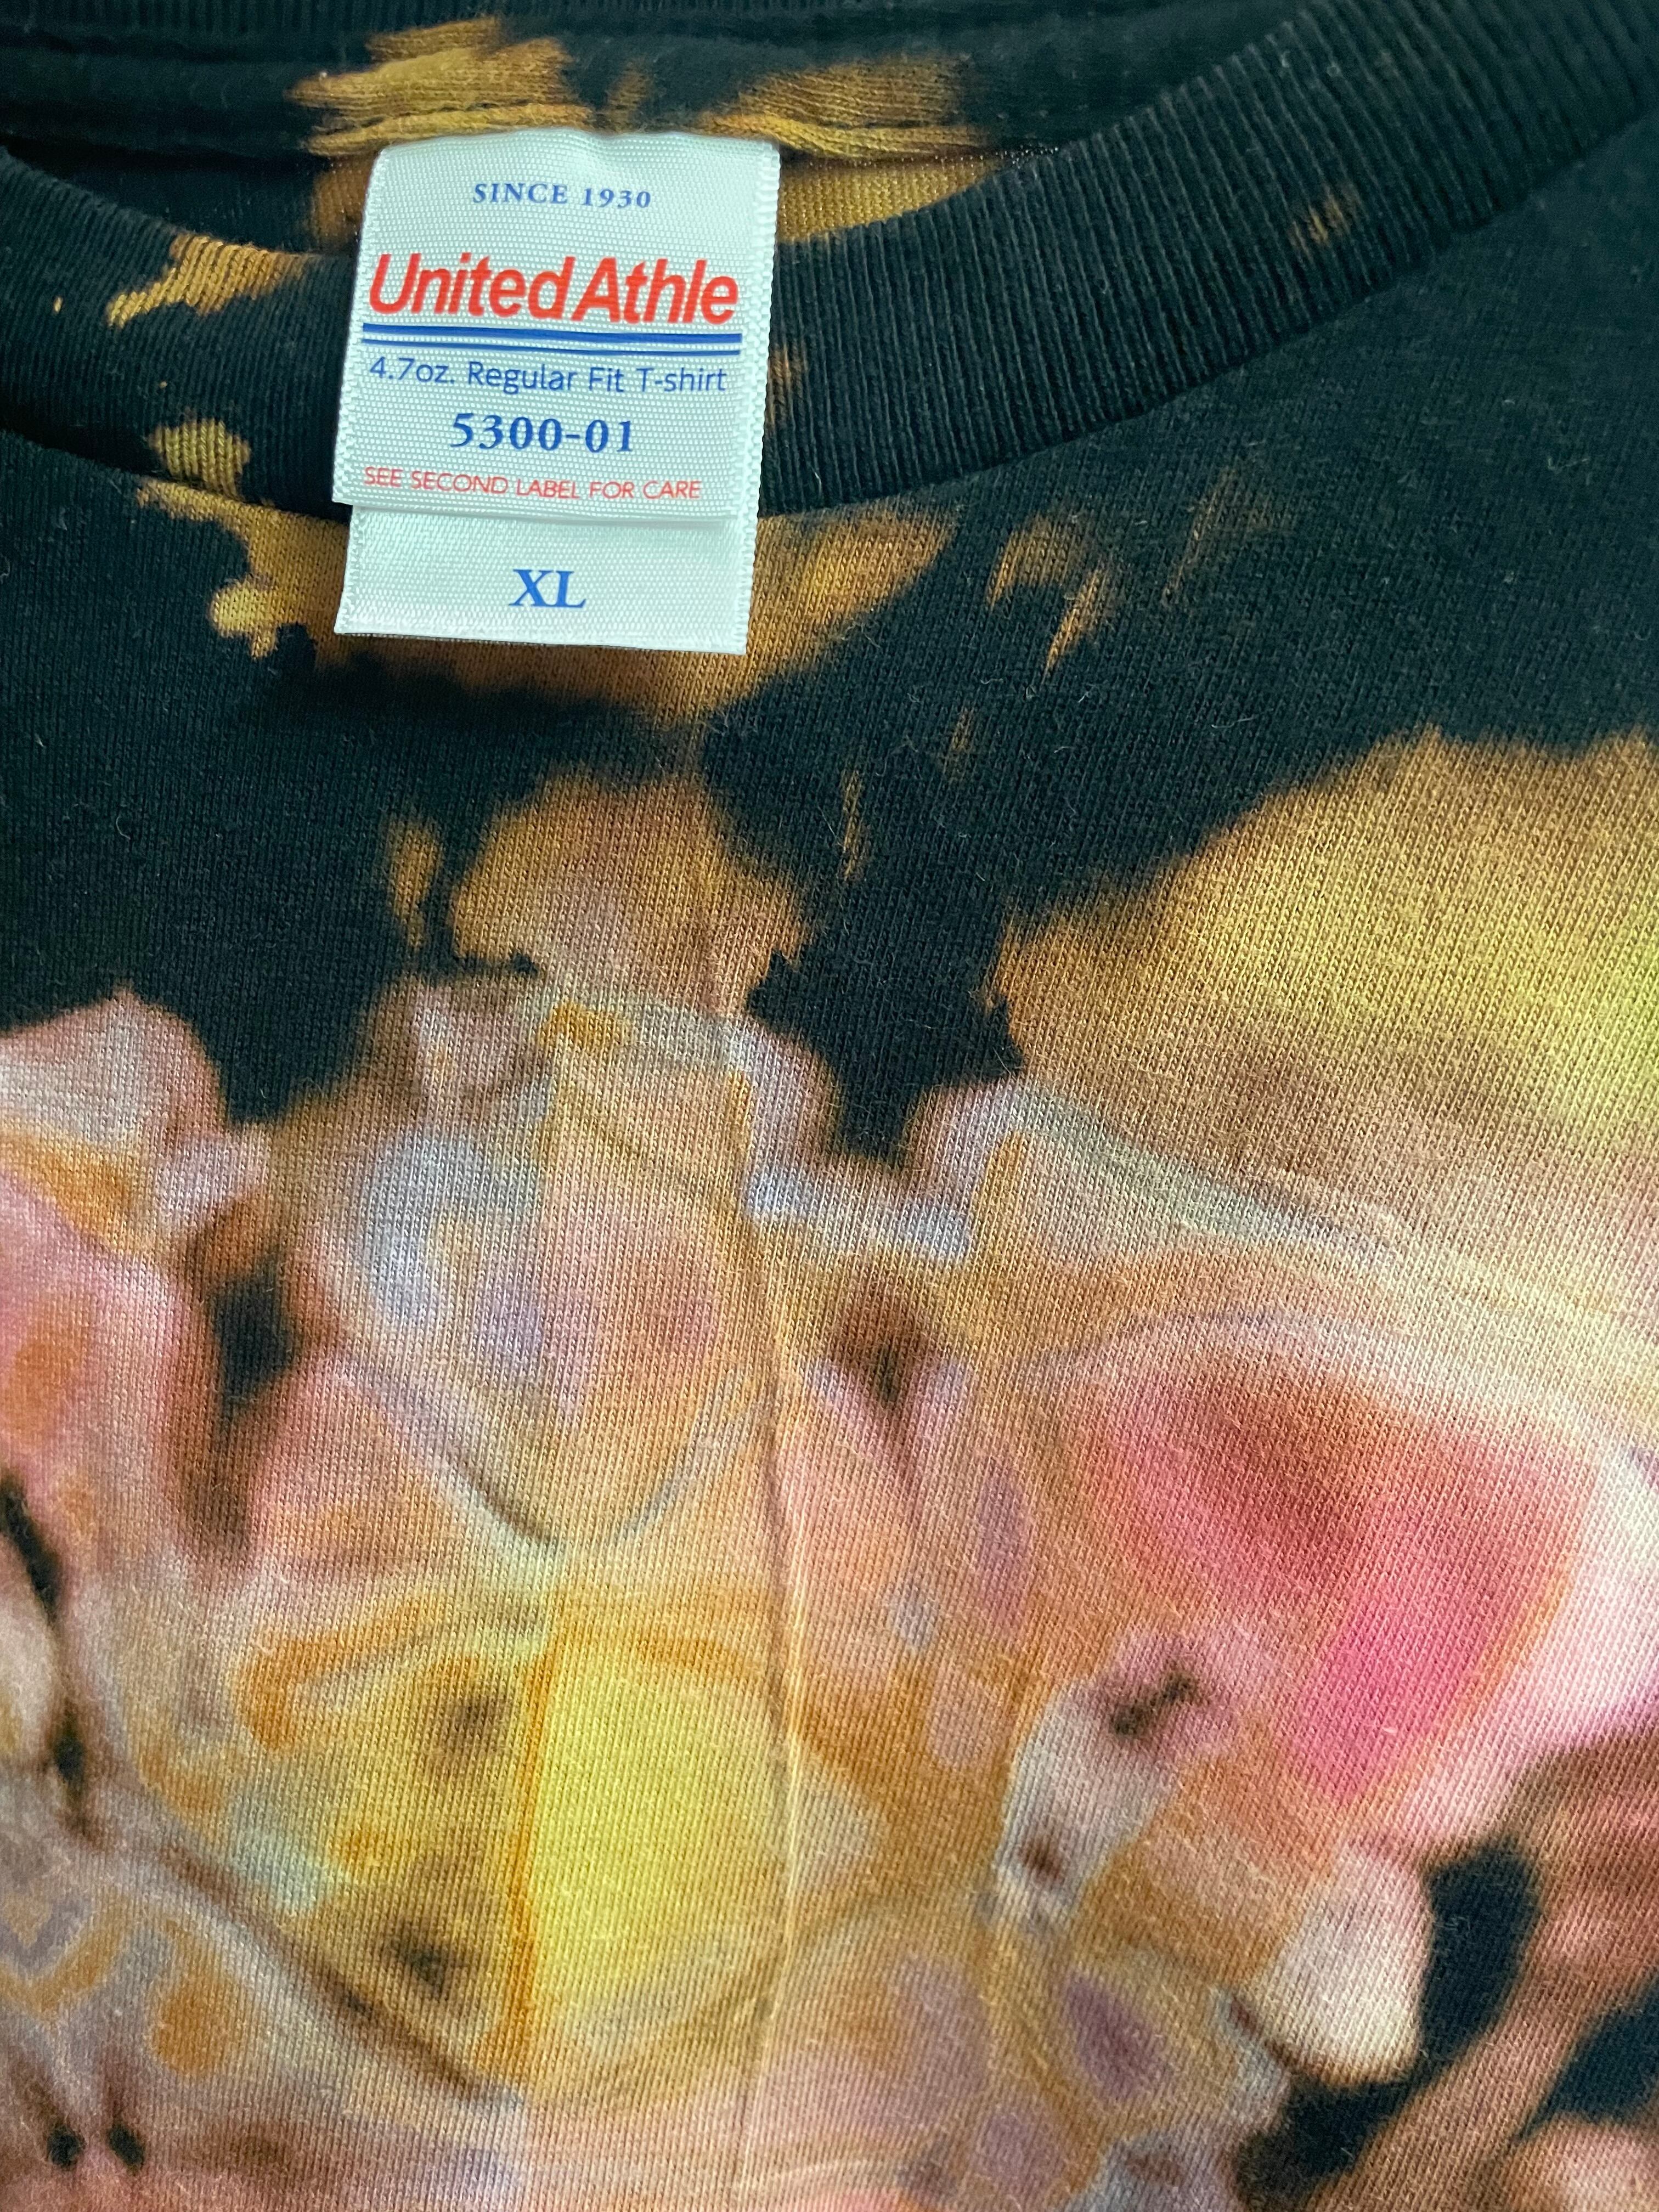 SINCE 1930
United Athle
4.7oz. Regular Fit T-shirt
5300-01
SEE SECOND LABEL FOR CARE
XL